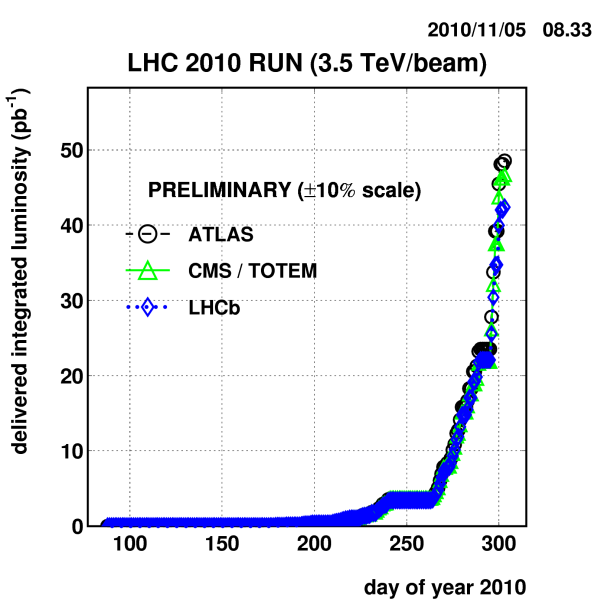 2010/11/05 08.33
LHC 2010 RUN (3.5 TeV/beam)
delivered integrated luminosity (pb⁻¹)
50
40
30
20
10
0
PRELIMINARY (±10% scale)
ATLAS
CMS / TOTEM
LHCb
100 150 200 250 300
day of year 2010